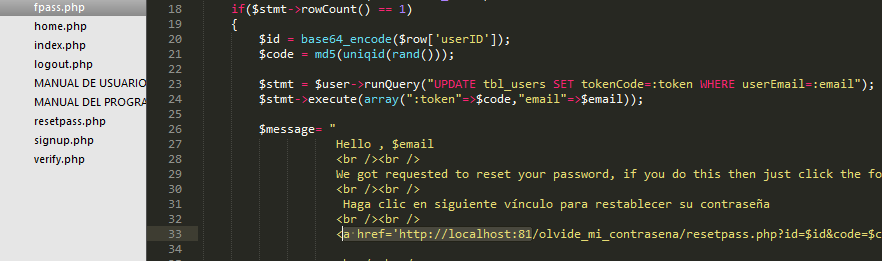 fpass.php
home.php
index.php
logout.php
MANUAL DE USUARIO
MANUAL DEL PROGRA
resetpass.php
signup.php
verify.php
18 if($stmt->rowCount() == 1)
19 {
20 $id = base64_encode($row['userID']);
21 $code = md5(uniqid(rand()));
22
23 $stmt = $user->runQuery("UPDATE tbl_users SET tokenCode=:token WHERE userEmail=:email");
24 $stmt->execute(array(":token"=>$code,"email"=>$email));
25
26 $message= "
27 Hello , $email
28 <br /><br />
29 We got requested to reset your password, if you do this then just click the fo
30 <br /><br />
31 Haga clic en siguiente vínculo para restablecer su contraseña
32 <br /><br />
33 <a href='http://localhost:81/olvide_mi_contrasena/resetpass.php?id=$id&code=$c
34